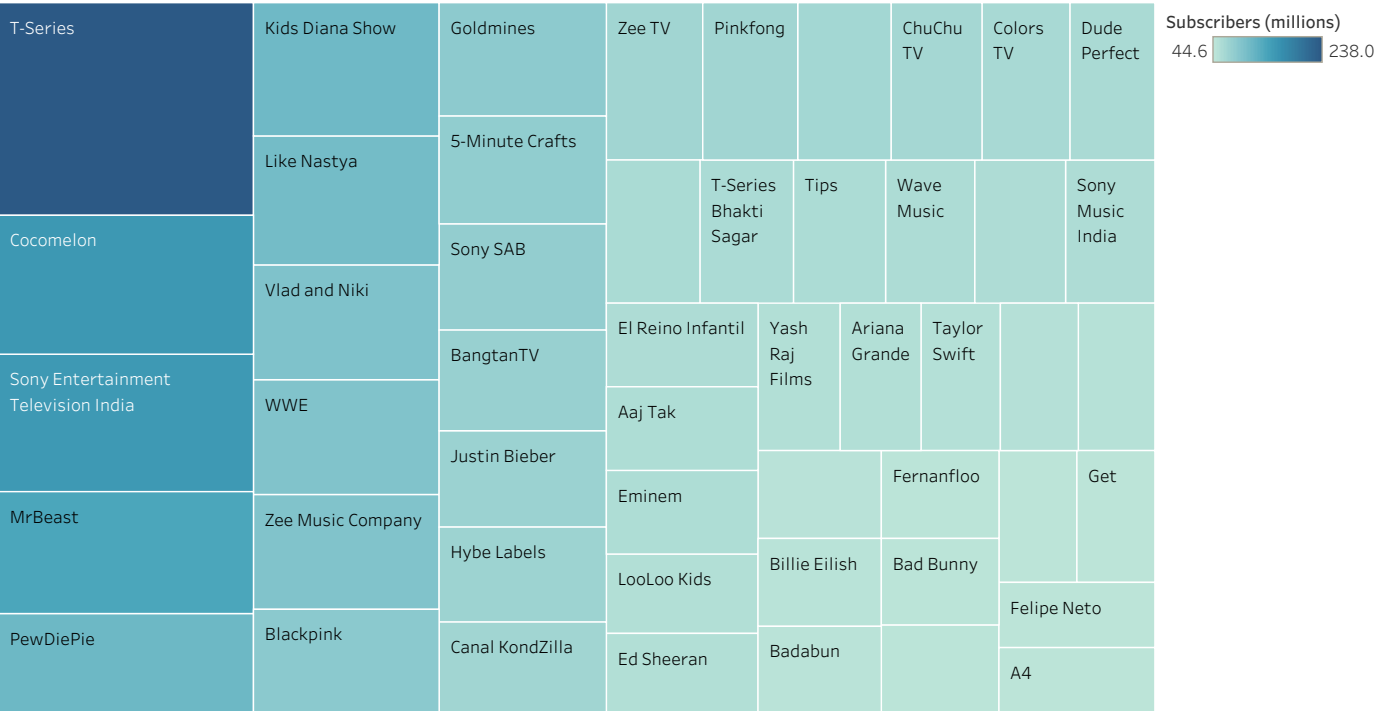 T-Series
Cocomelon
Sony Entertainment
Television India
MrBeast
PewDiePie
Kids Diana Show
Like Nastya
Vlad and Niki
WWE
Zee Music Company
Blackpink
Goldmines
5-Minute Crafts
Sony SAB
BangtanTV
Justin Bieber
Hybe Labels
Canal KondZilla
Zee TV
Pinkfong
ChuChu
TV
Colors
TV
Dude
Perfect
T-Series
Bhakti
Sagar
Tips
Wave
Music
Sony
Music
India
El Reino Infantil
Aaj Tak
Eminem
LooLoo Kids
Ed Sheeran
Yash
Raj
Films
Ariana
Grande
Taylor
Swift
Billie Eilish
Badabun
Fernanfloo
Bad Bunny
Get
Felipe Neto
A4
Subscribers (millions)
44.6 238.0